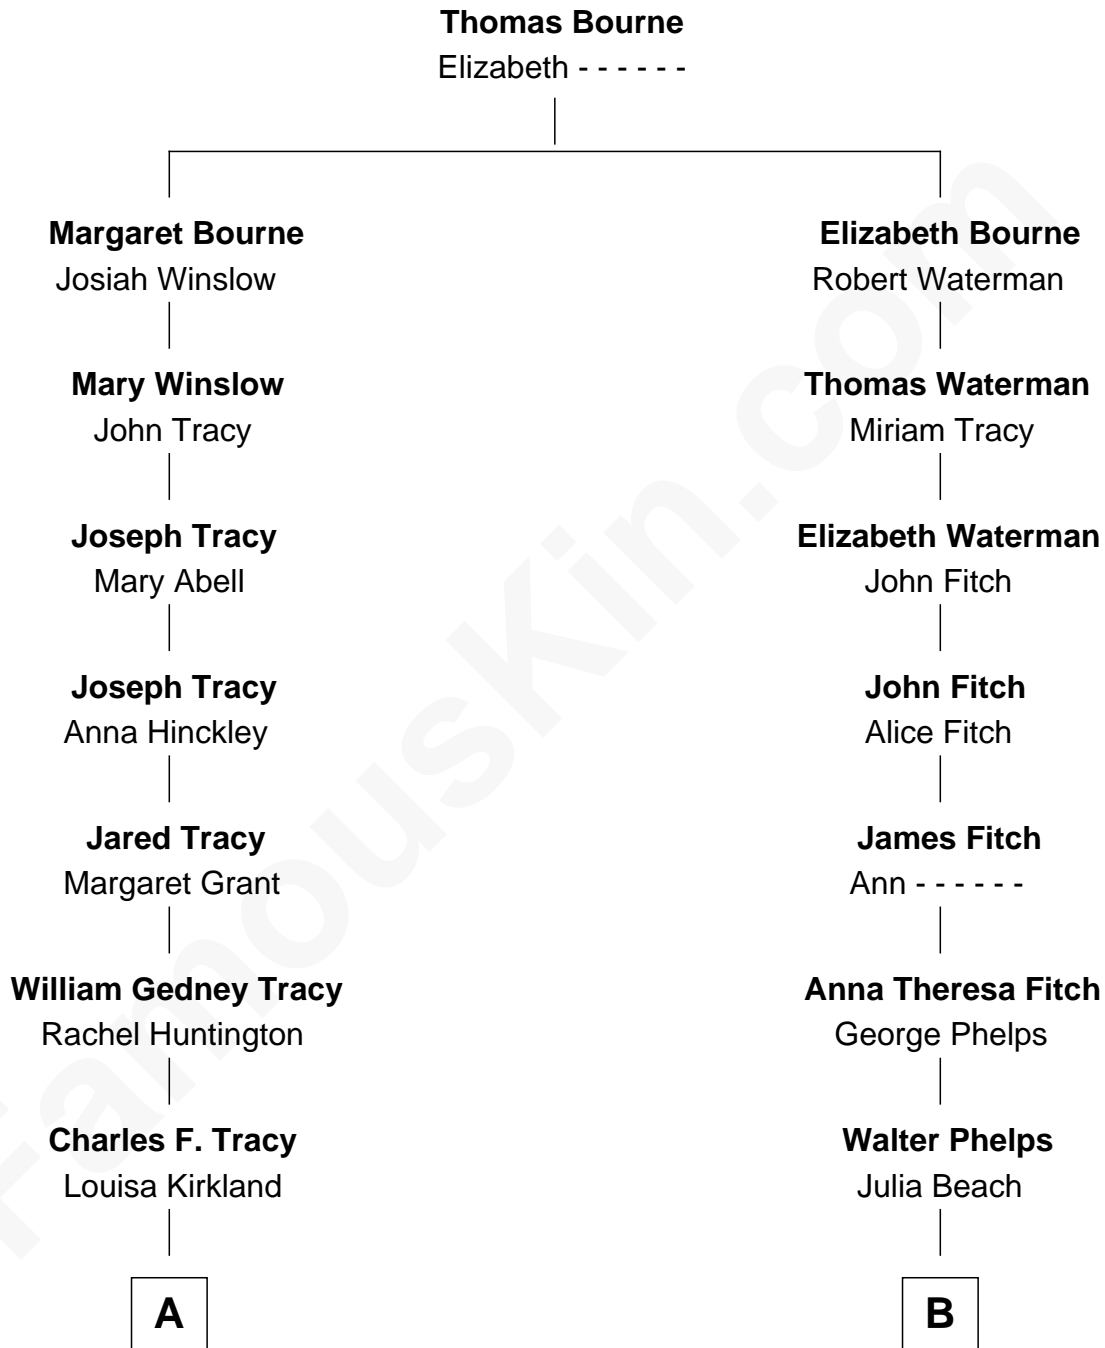 Thomas Bourne
Elizabeth - - - - - -
Margaret Bourne
Josiah Winslow
Elizabeth Bourne
Robert Waterman
Mary Winslow
John Tracy
Thomas Waterman
Miriam Tracy
Joseph Tracy
Mary Abell
Elizabeth Waterman
John Fitch
Joseph Tracy
Anna Hinckley
John Fitch
Alice Fitch
Jared Tracy
Margaret Grant
James Fitch
Ann - - - - - -
William Gedney Tracy
Rachel Huntington
Anna Theresa Fitch
George Phelps
Charles F. Tracy
Louisa Kirkland
Walter Phelps
Julia Beach
A
B
FamousKin.com